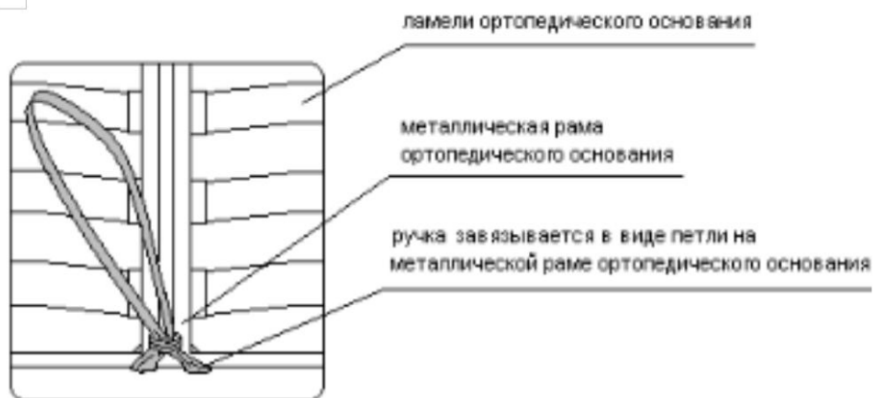 ламели ортопедического основания
металлическая рама
ортопедического основания
ручка завязывается в виде петли на
металлической раме ортопедического основания